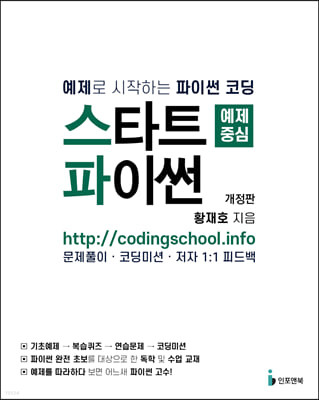 예제로 시작하는 파이썬 코딩
스타트 예제 중심
파이썬
개정판
황재호 지음
http://codingschool.info
문제풀이 · 코딩미션 · 저자 1:1 피드백
▣ 기초예제 → 복습퀴즈 → 연습문제 → 코딩미션
▣ 파이썬 완전 초보를 대상으로 한 독학 및 수업 교재
▣ 예제를 따라하다 보면 어느새 파이썬 고수!
인포앤북